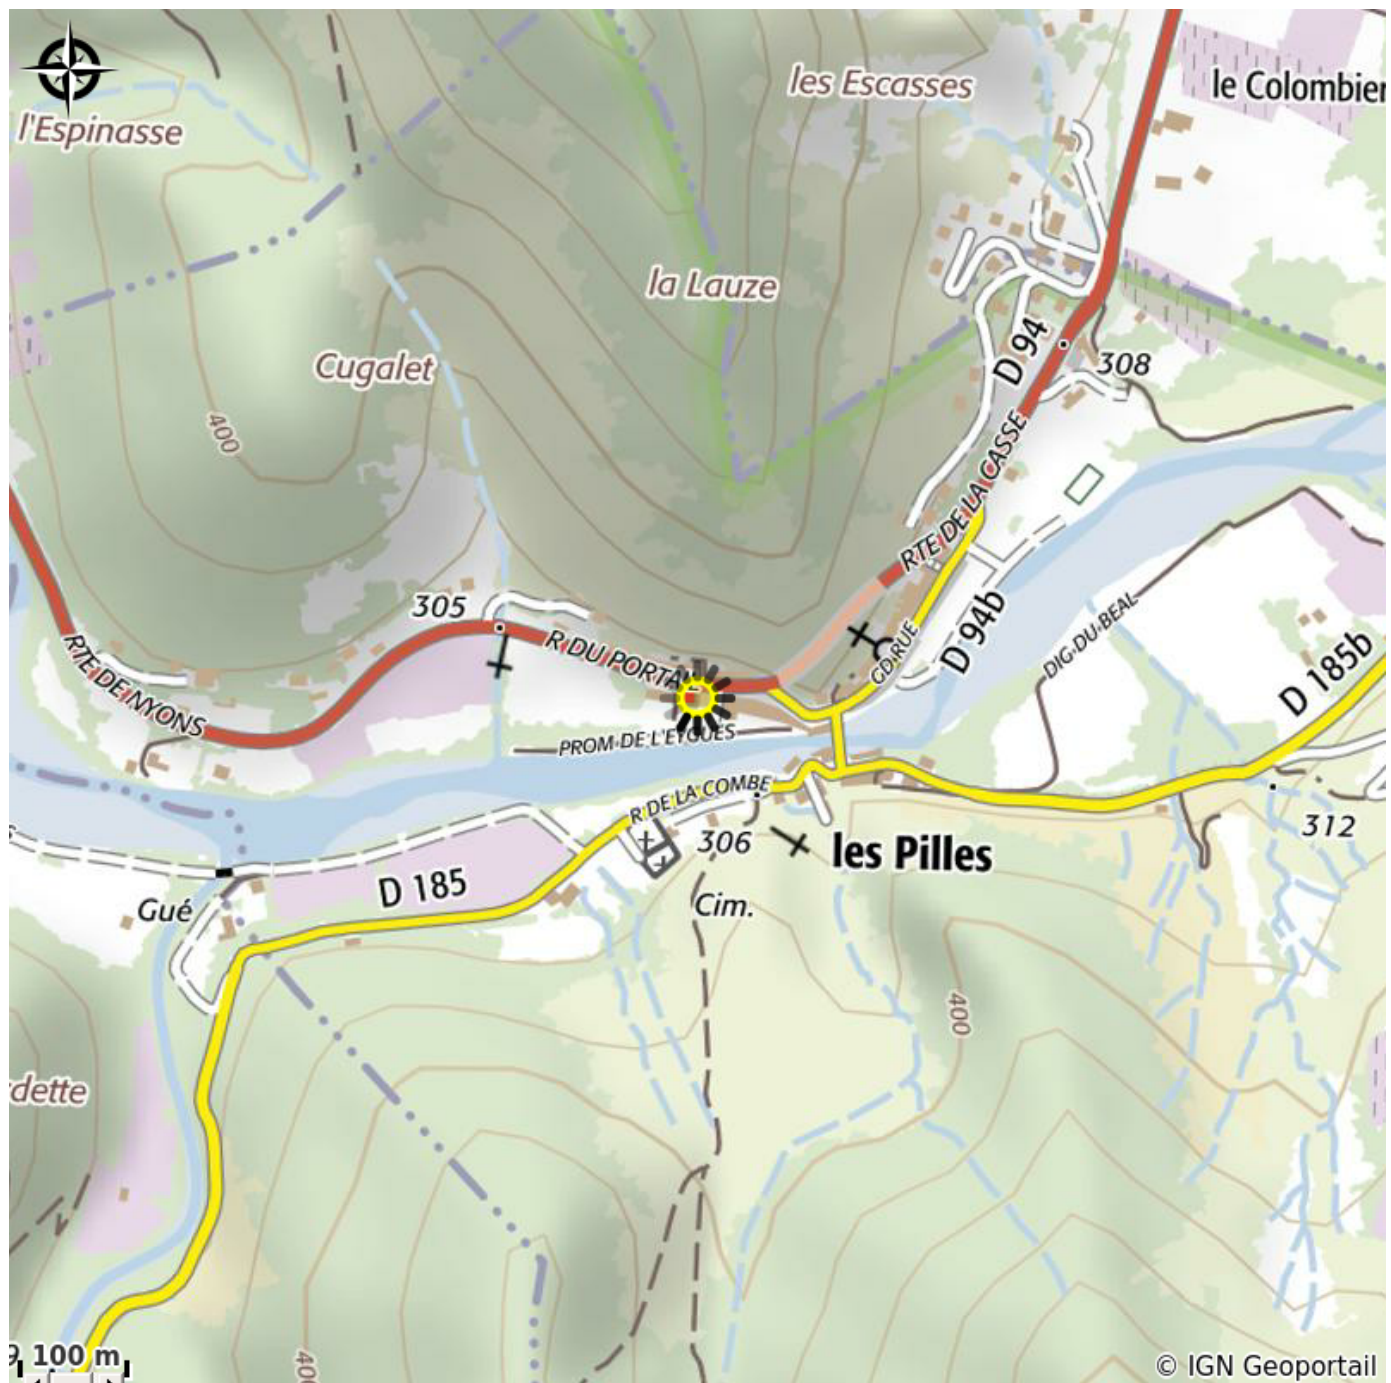 les Escasses
le Colombier
l'Espinasse
la Lauze
D 94
308
Cugalet
400
RTE DE LA CASSE
305
R DU PORTAL
GD RUE
D 94b
DIG DU BEAL
D 185b
RTE DE NYONS
PROM DE L'EYGUES
R DE LA COMBE
306
les Pilles
312
D 185
Gué
Cim.
400
dette
400
100 m
© IGN Geoportail